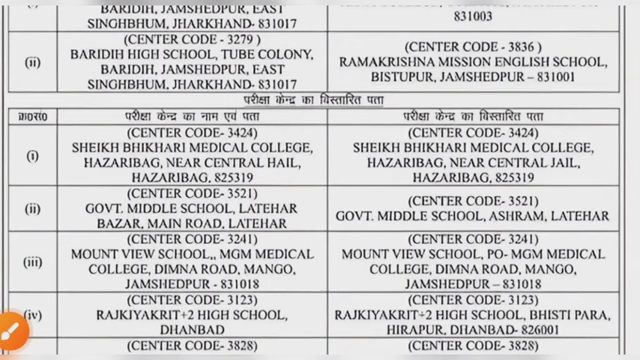 (i)
BARIDIH, JAMSHEDPUR, EAST
SINGHBHUM, JHARKHAND- 831017
831003
(ii)
(CENTER CODE- 3279 )
BARIDIH HIGH SCHOOL, TUBE COLONY,
BARIDIH, JAMSHEDPUR, EAST
SINGHBHUM, JHARKHAND- 831017
(CENTER CODE- 3836 )
RAMAKRISHNA MISSION ENGLISH SCHOOL,
BISTUPUR, JAMSHEDPUR – 831001
परीक्षा केन्द्र का विस्तारित पता
क्र०सं०
परीक्षा केन्द्र का नाम एवं पता
परीक्षा केन्द्र का विस्तारित पता
(i)
(CENTER CODE- 3424)
SHEIKH BHIKHARI MEDICAL COLLEGE,
HAZARIBAG, NEAR CENTRAL HAIL,
HAZARIBAG, 825319
(CENTER CODE- 3424)
SHEIKH BHIKHARI MEDICAL COLLEGE,
HAZARIBAG, NEAR CENTRAL JAIL,
HAZARIBAG, 825319
(ii)
(CENTER CODE- 3521)
GOVT. MIDDLE SCHOOL, LATEHAR
BAZAR, MAIN ROAD, LATEHAR
(CENTER CODE- 3521)
GOVT. MIDDLE SCHOOL, ASHRAM, LATEHAR
(iii)
(CENTER CODE- 3241)
MOUNT VIEW SCHOOL,, MGM MEDICAL
COLLEGE, DIMNA ROAD, MANGO,
JAMSHEDPUR - 831018
(CENTER CODE- 3241)
MOUNT VIEW SCHOOL, PO- MGM MEDICAL
COLLEGE, DIMNA ROAD, MANGO,
JAMSHEDPUR – 831018
(iv)
(CENTER CODE- 3123)
RAJKIYAKRIT+2 HIGH SCHOOL,
DHANBAD
(CENTER CODE- 3123)
RAJKIYAKRIT÷2 HIGH SCHOOL, BHISTI PARA,
HIRAPUR, DHANBAD- 826001
(CENTER CODE- 3828)
(CENTER CODE- 3828)